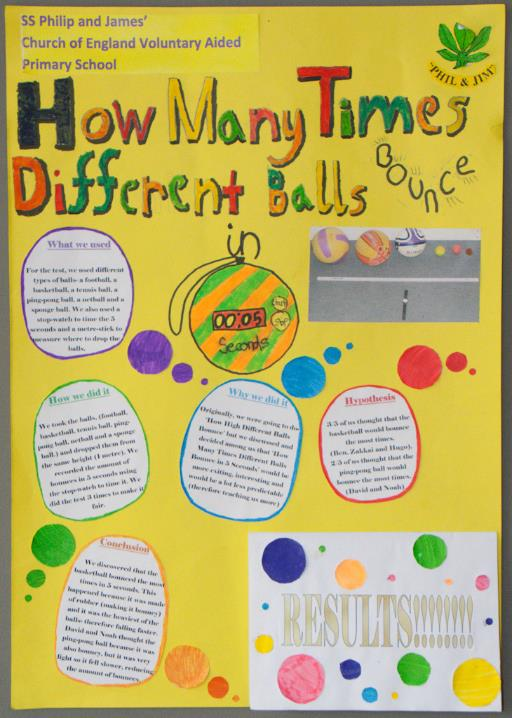 SS Philip and James'
Church of England Voluntary Aided
Primary School
"PHIL & JIM"
How Many Times
Different Balls Bounce
in
00:05
Seconds
What we used
For the test, we used different
types of balls- a football, a
basketball, a tennis ball, a
ping-pong ball, a netball and a
sponge ball. We also used a
stop-watch to time the 5
seconds and a metre-stick to
measure where to drop the
balls.
How we did it
We took the balls, (football,
basketball, tennis ball, ping-
pong ball, netball and a sponge
ball.) and dropped them from
the same height (1 metre). We
recorded the amount of
bounces in 5 seconds using
the stop-watch to time it. We
did the test 3 times to make it
fair.
Why we did it
Originally, we were going to do
'How High Different Balls
Bounce' but we discussed and
decided among us that 'How
Many Times Different Balls
Bounce in 5 Seconds' would be
more exiting, interesting and
would be a lot less predictable
(therefore teaching us more)
Hypothesis
3/5 of us thought that the
basketball would bounce
the most times.
(Ben, Zakkai and Hugo).
2/5 of us thought that the
ping-pong ball would
bounce the most times.
(David and Noah)
Conclusion
We discovered that the
basketball bounced the most
times in 5 seconds. This
happened because it was made
of rubber (making it bouncy)
and it was the heaviest of the
balls- therefore falling faster.
David and Noah thought the
ping-pong ball because it was
also bouncy, but it was very
light so it fell slower, reducing
the amount of bounces.
RESULTS!!!!!!!!